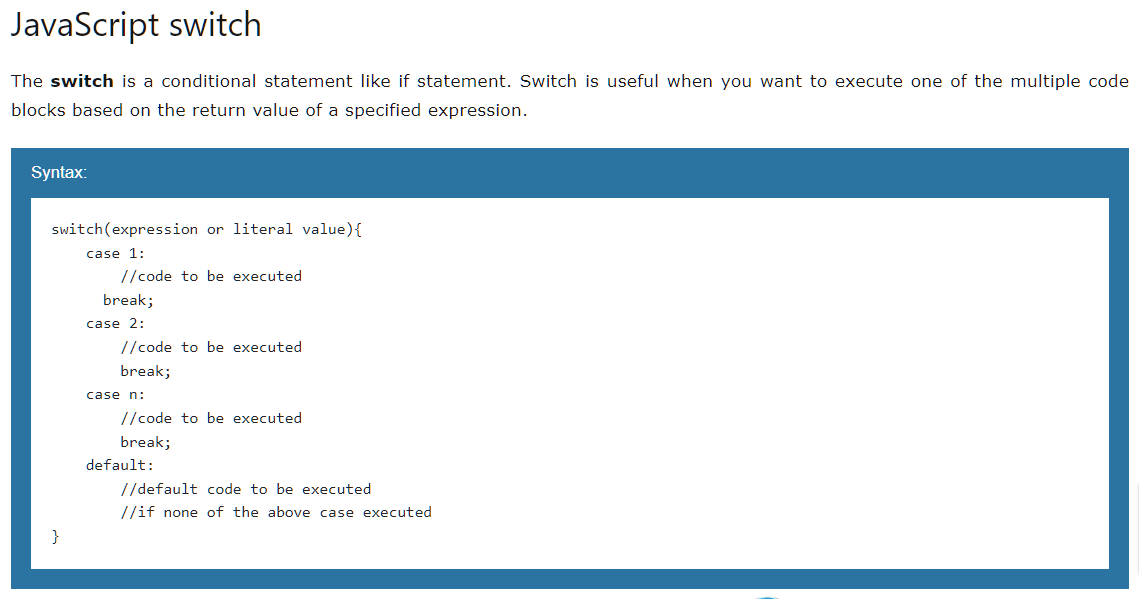 JavaScript switch
The switch is a conditional statement like if statement. Switch is useful when you want to execute one of the multiple code
blocks based on the return value of a specified expression.
Syntax:
switch(expression or literal value){
    case 1:
        //code to be executed
      break;
    case 2:
        //code to be executed
        break;
    case n:
        //code to be executed
        break;
    default:
        //default code to be executed
        //if none of the above case executed
}